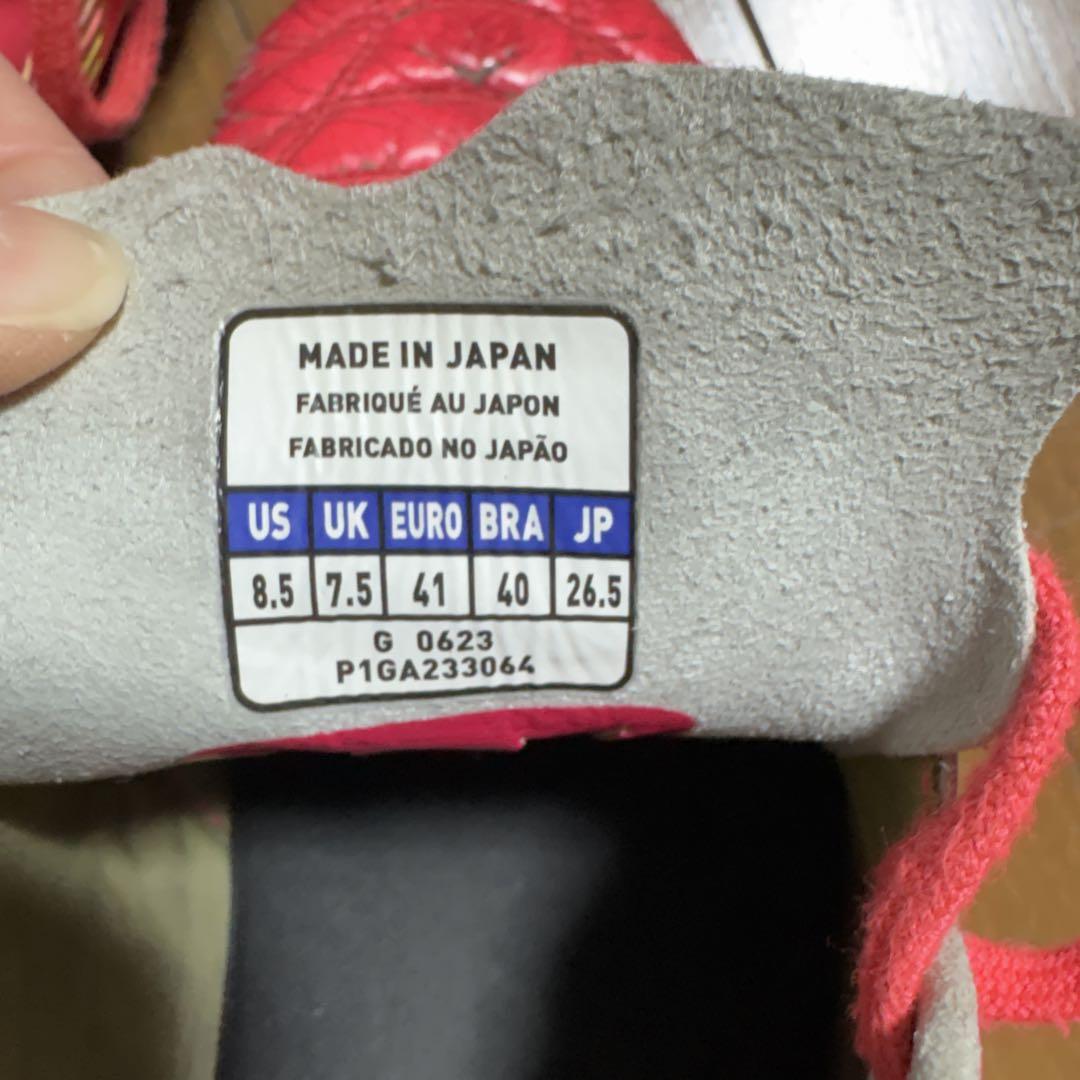 MADE IN JAPAN
FABRIQUÉ AU JAPON
FABRICADO NO JAPÃO
US UK EURO BRA JP
8.5 7.5 41 40 26.5
G 0623
P1GA233064